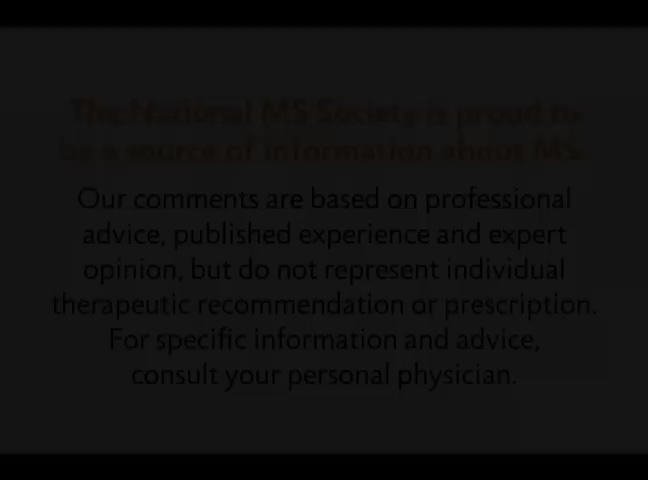 The National MS Society is proud to
be a source of information about MS.
Our comments are based on professional
advice, published experience and expert
opinion, but do not represent individual
therapeutic recommendation or prescription.
For specific information and advice,
consult your personal physician.